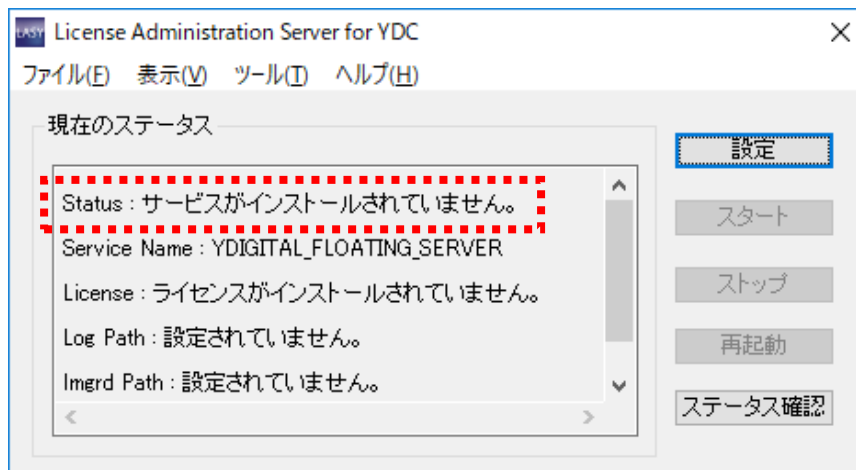 EASY License Administration Server for YDC
ファイル(F) 表示(V) ツール(T) ヘルプ(H)
現在のステータス
Status : サービスがインストールされていません。
Service Name : YDIGITAL_FLOATING_SERVER
License : ライセンスがインストールされていません。
Log Path : 設定されていません。
lmgrd Path : 設定されていません。
設定
スタート
ストップ
再起動
ステータス確認